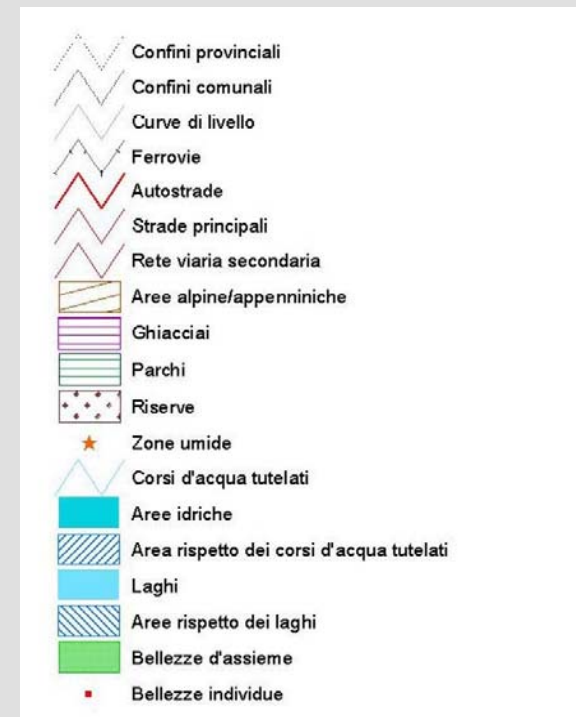 Confini provinciali
Confini comunali
Curve di livello
Ferrovie
Autostrade
Strade principali
Rete viaria secondaria
Aree alpine/appenniniche
Ghiacciai
Parchi
Riserve
Zone umide
Corsi d'acqua tutelati
Aree idriche
Area rispetto dei corsi d'acqua tutelati
Laghi
Aree rispetto dei laghi
Bellezze d'assieme
Bellezze individue